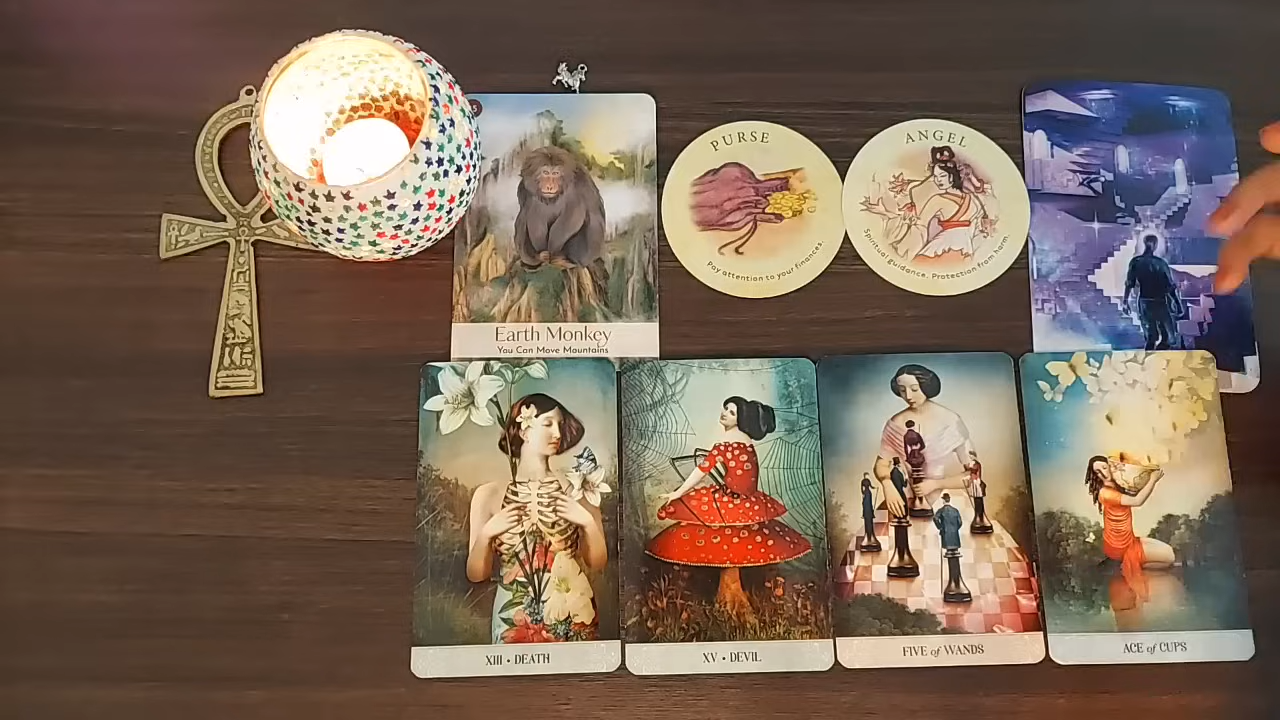 PURSE
Pay attention to your finances.
ANGEL
Spiritual guidance. Protection from harm.
Earth Monkey
You Can Move Mountains
XIII • DEATH
XV • DEVIL
FIVE of WANDS
ACE of CUPS